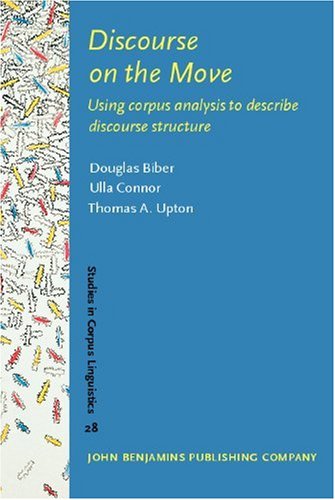 Discourse
on the Move
Using corpus analysis to describe
discourse structure
Douglas Biber
Ulla Connor
Thomas A. Upton
Studies in Corpus Linguistics
28
JOHN BENJAMINS PUBLISHING COMPANY